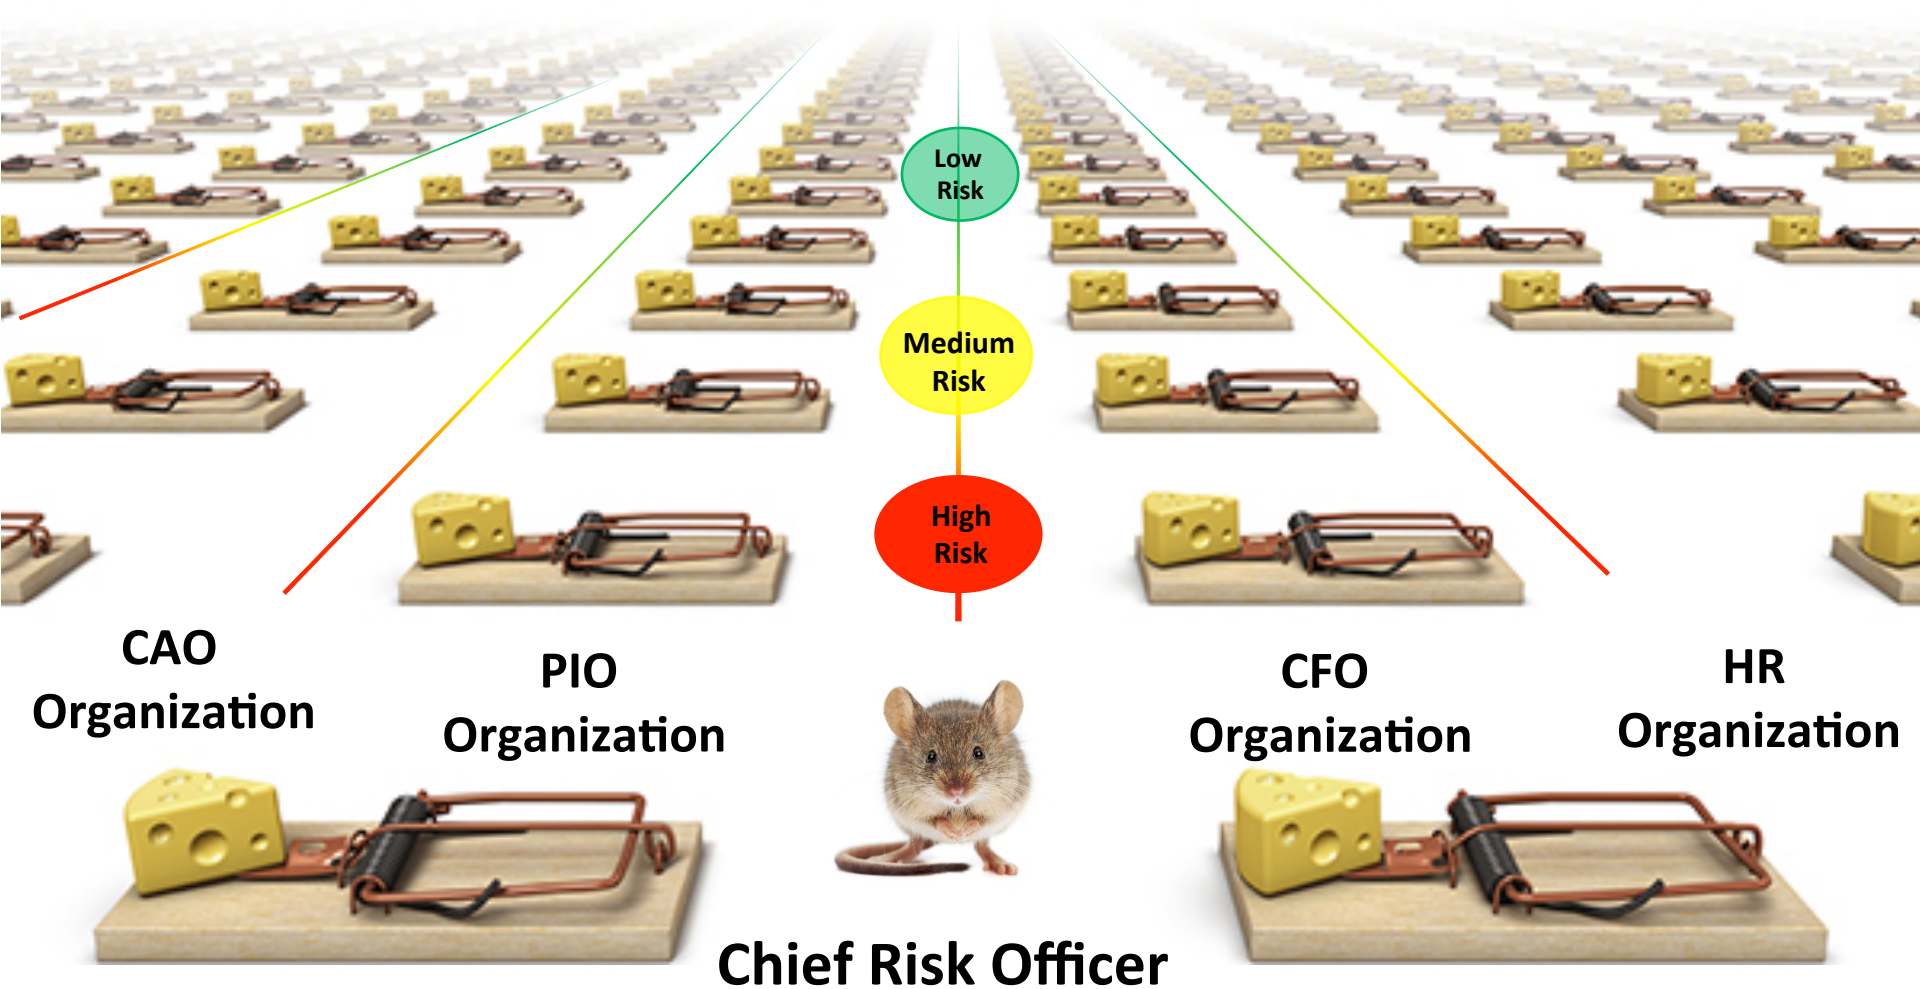 Low
Risk
Medium
Risk
High
Risk
CAO
Organization
PIO
Organization
CFO
Organization
HR
Organization
Chief Risk Officer